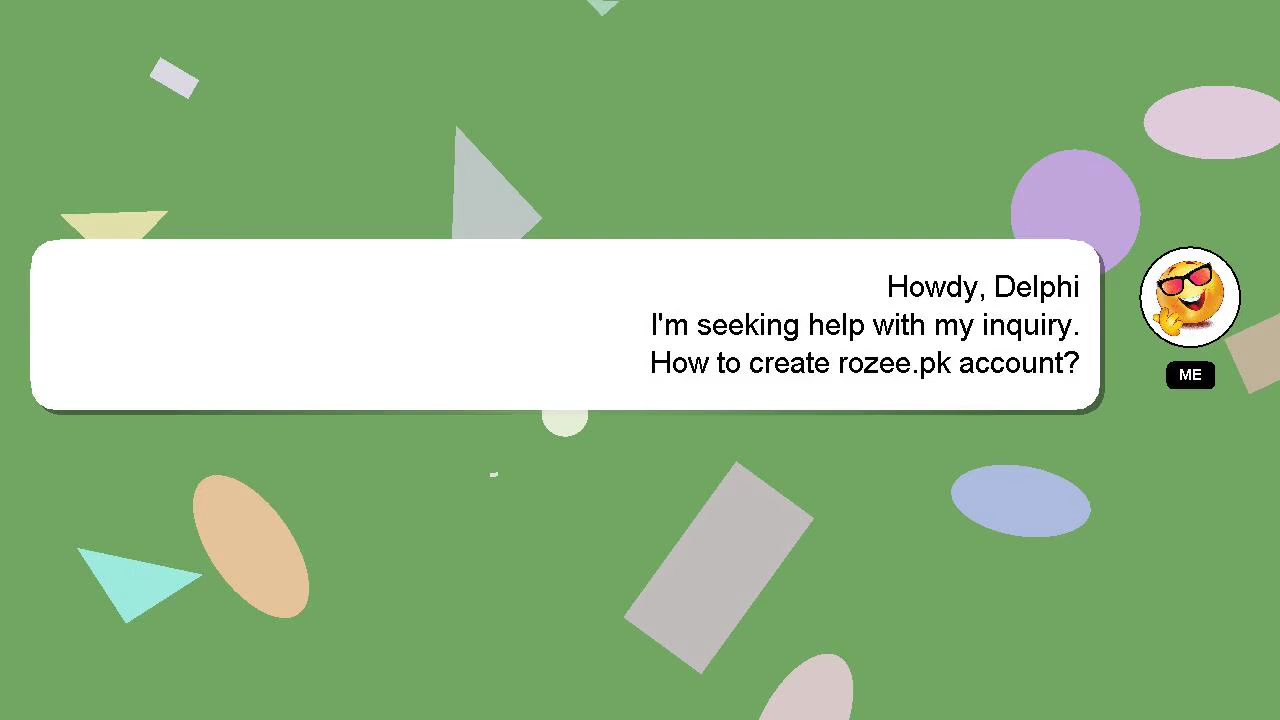 Howdy, Delphi
I'm seeking help with my inquiry.
How to create rozee.pk account?
ME